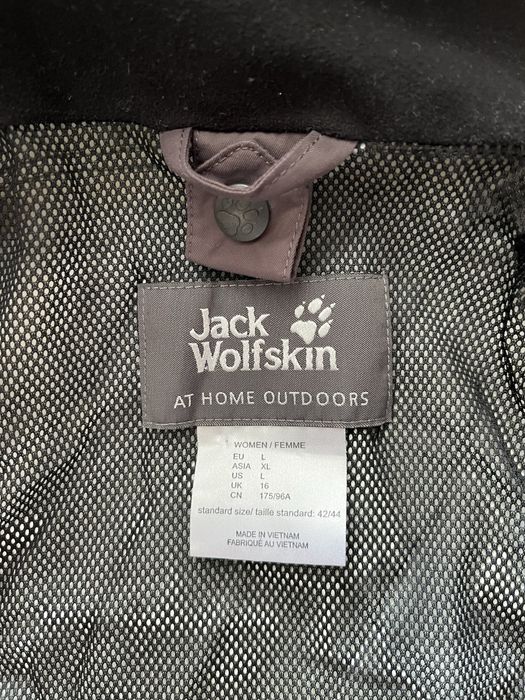 Jack
Wolfskin
AT HOME OUTDOORS
WOMEN / FEMME
EU L
ASIA XL
US L
UK 16
CN 175/96A
standard size/ taille standard: 42/44
MADE IN VIETNAM
FABRIQUÉ AU VIETNAM